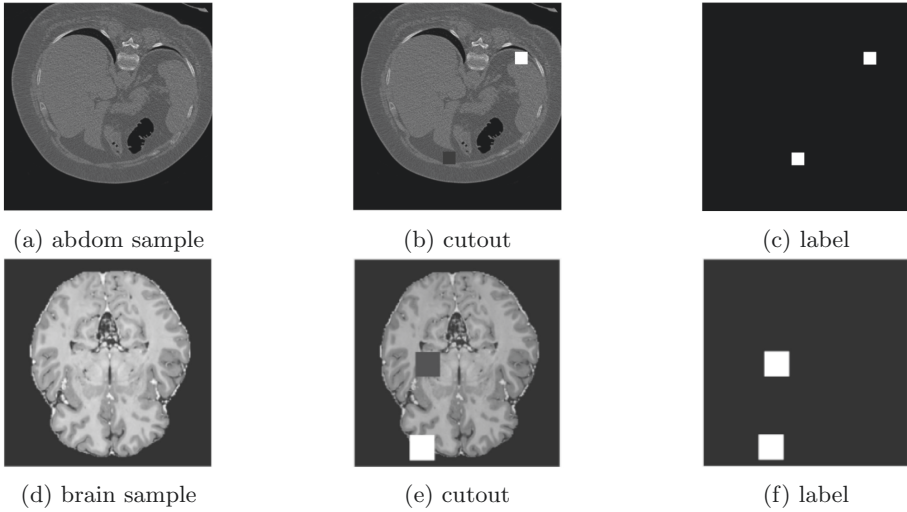 (a) abdom sample
(b) cutout
(c) label
(d) brain sample
(e) cutout
(f) label